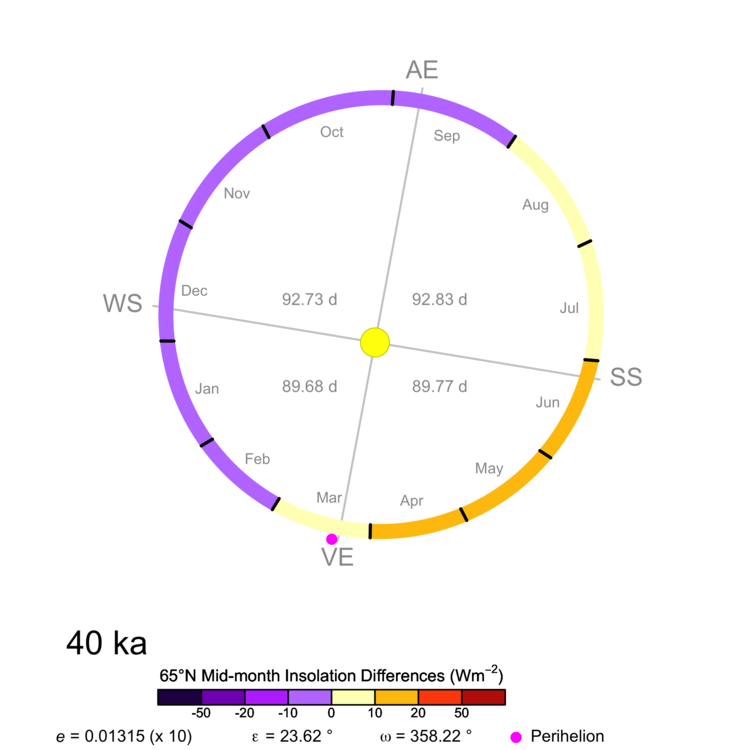 AE
Oct
Sep
Nov
Aug
Dec
WS
92.73 d
92.83 d
Jul
SS
89.68 d
89.77 d
Jan
Jun
Feb
May
Mar
Apr
VE
40 ka
65°N Mid-month Insolation Differences (Wm⁻²)
-50 -20 -10 0 10 20 50
e = 0.01315 (x 10) ε = 23.62 ° ω = 358.22 ° Perihelion